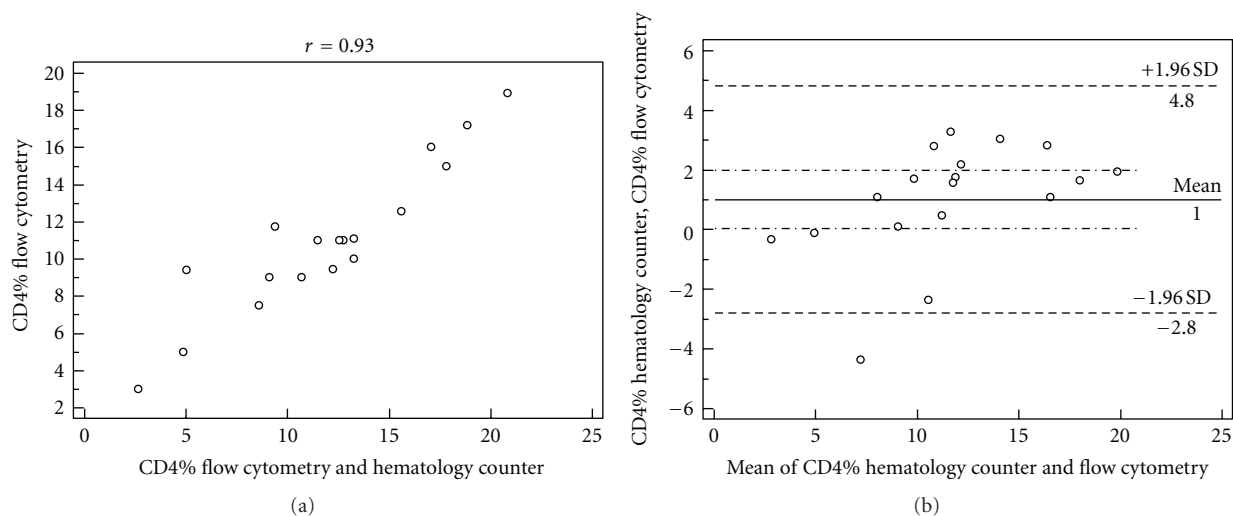 r = 0.93
20
18
16
14
12
10
8
6
4
2
CD4% flow cytometry
0 5 10 15 20 25
CD4% flow cytometry and hematology counter
(a)
6
4
2
0
−2
−4
−6
CD4% hematology counter, CD4% flow cytometry
+1.96 SD
4.8
Mean
1
−1.96 SD
−2.8
0 5 10 15 20 25
Mean of CD4% hematology counter and flow cytometry
(b)